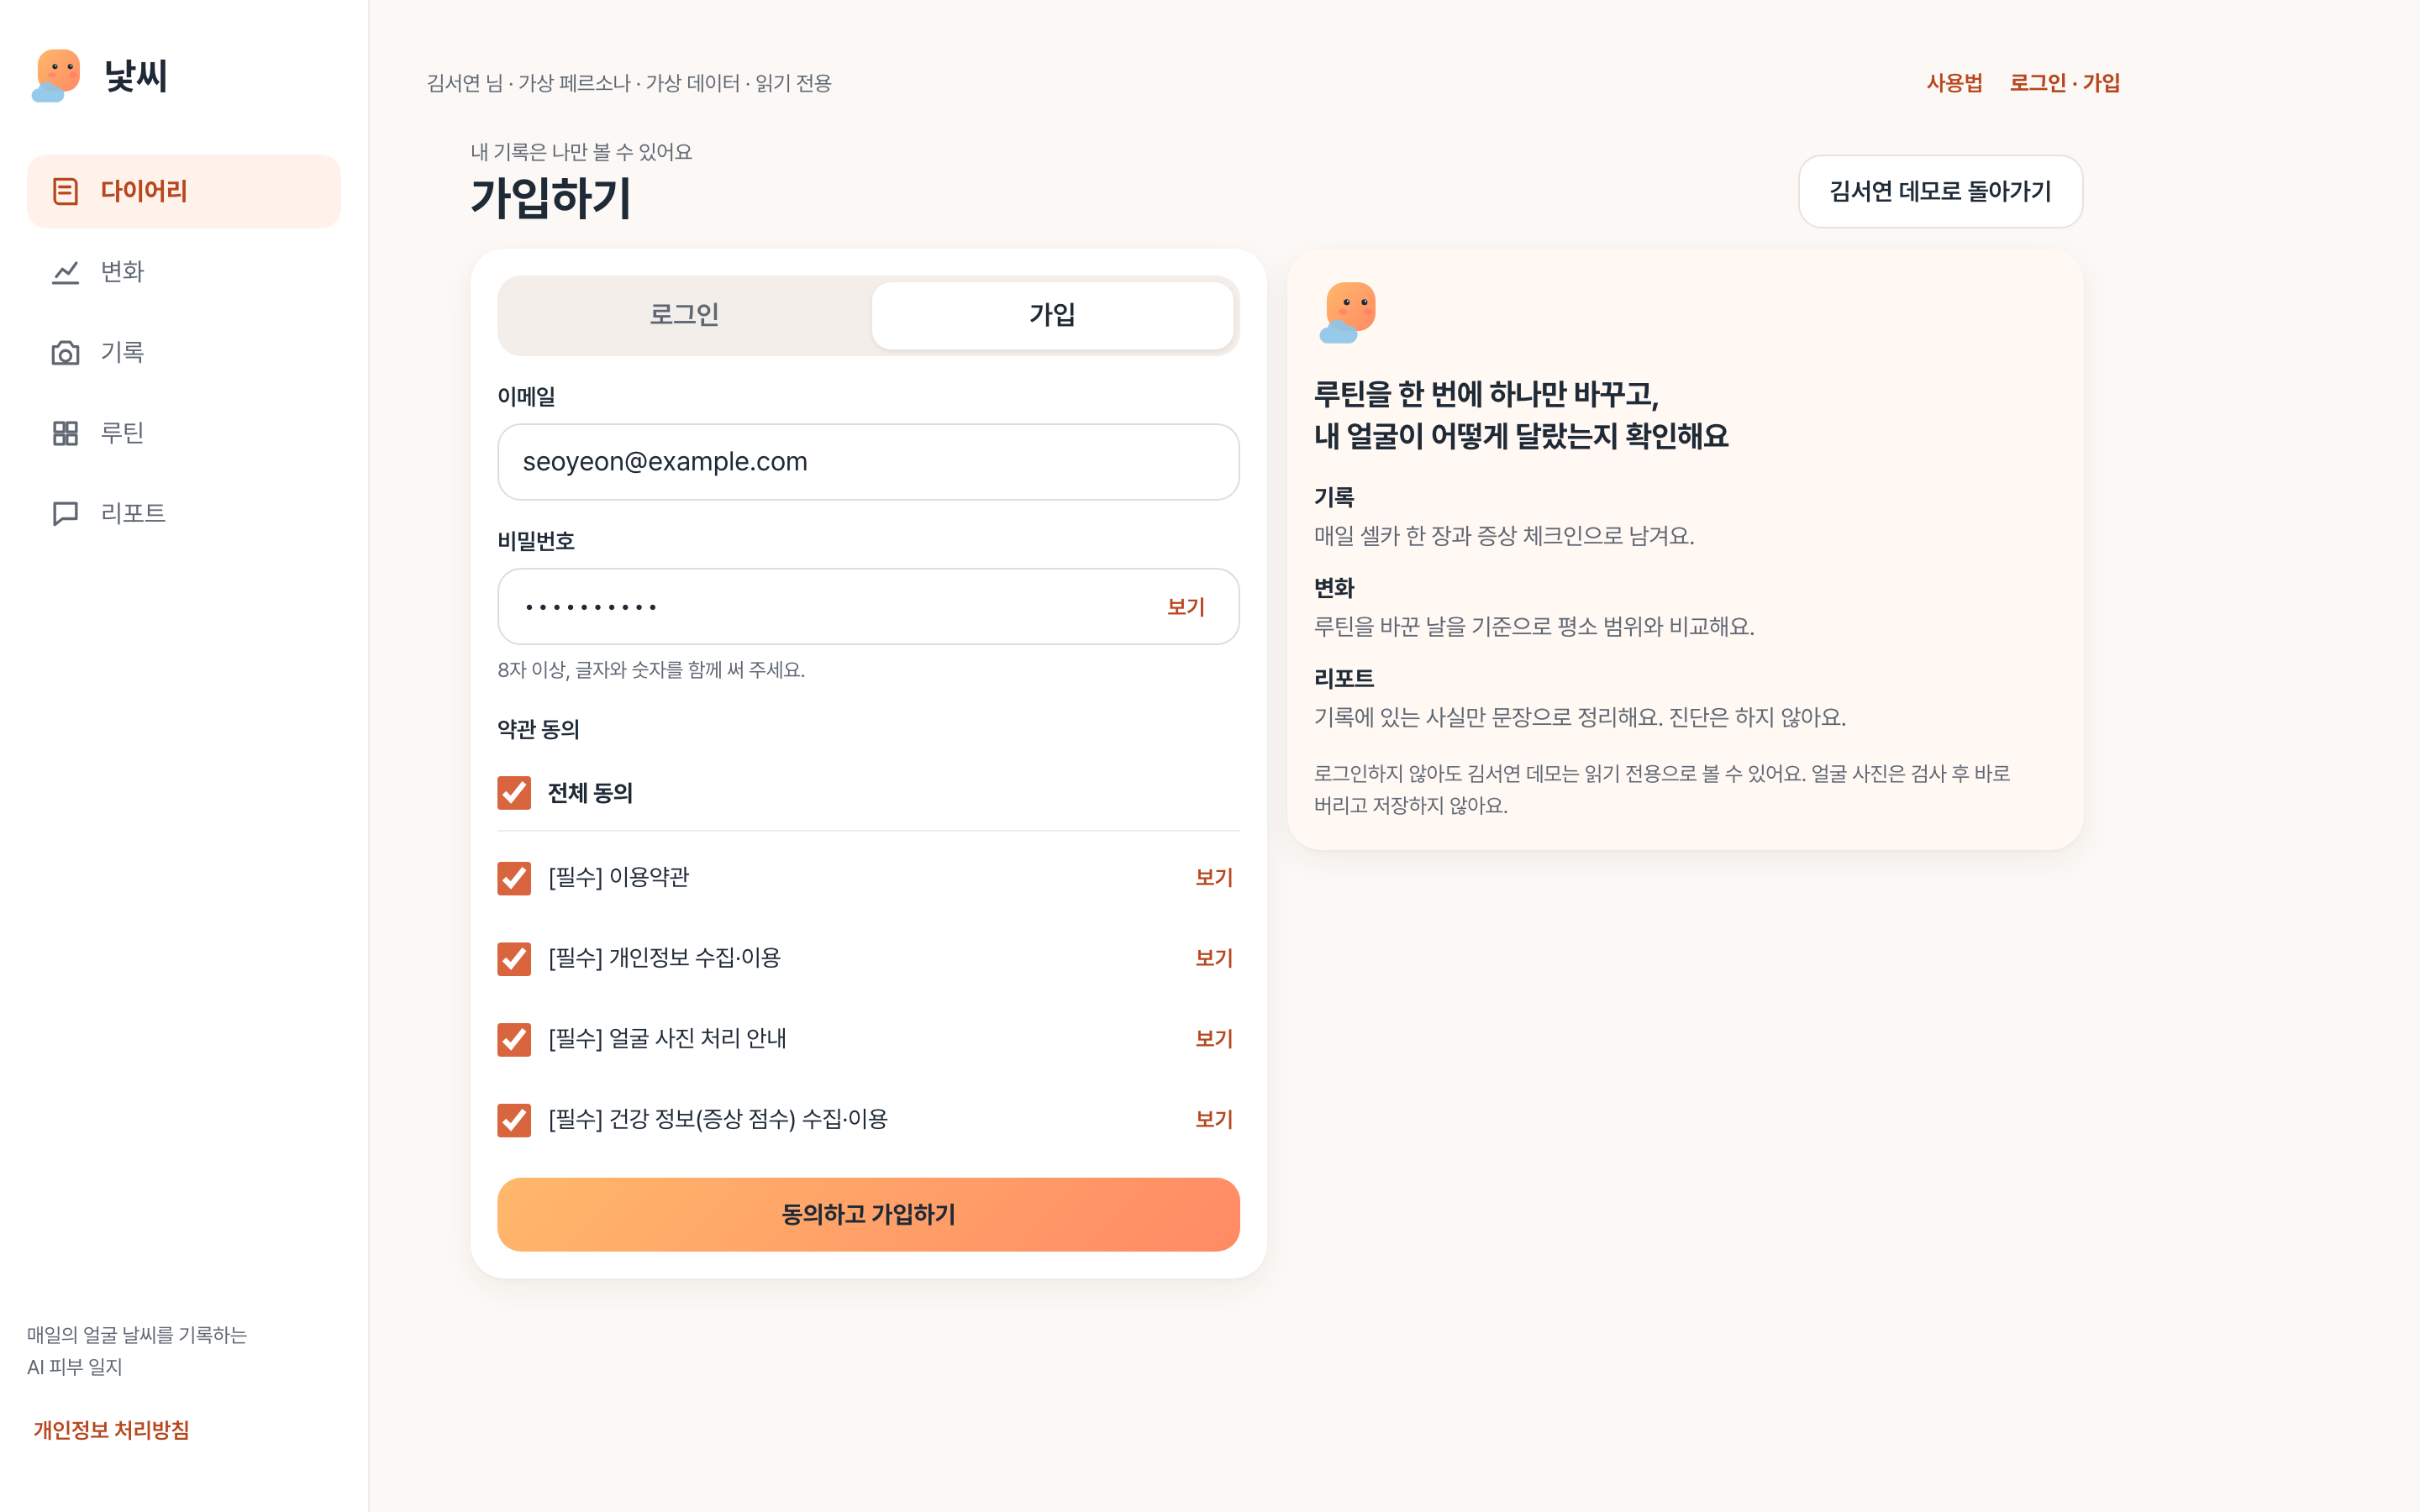 낯씨
다이어리
변화
기록
루틴
리포트
매일의 얼굴 날씨를 기록하는
AI 피부 일지
개인정보 처리방침
김서연 님 · 가상 페르소나 · 가상 데이터 · 읽기 전용
사용법
로그인 · 가입
내 기록은 나만 볼 수 있어요
가입하기
김서연 데모로 돌아가기
로그인
가입
이메일
seoyeon@example.com
비밀번호
••••••••••
보기
8자 이상, 글자와 숫자를 함께 써 주세요.
약관 동의
전체 동의
[필수] 이용약관
보기
[필수] 개인정보 수집·이용
보기
[필수] 얼굴 사진 처리 안내
보기
[필수] 건강 정보(증상 점수) 수집·이용
보기
동의하고 가입하기
루틴을 한 번에 하나만 바꾸고,
내 얼굴이 어떻게 달랐는지 확인해요
기록
매일 셀카 한 장과 증상 체크인으로 남겨요.
변화
루틴을 바꾼 날을 기준으로 평소 범위와 비교해요.
리포트
기록에 있는 사실만 문장으로 정리해요. 진단은 하지 않아요.
로그인하지 않아도 김서연 데모는 읽기 전용으로 볼 수 있어요. 얼굴 사진은 검사 후 바로
버리고 저장하지 않아요.